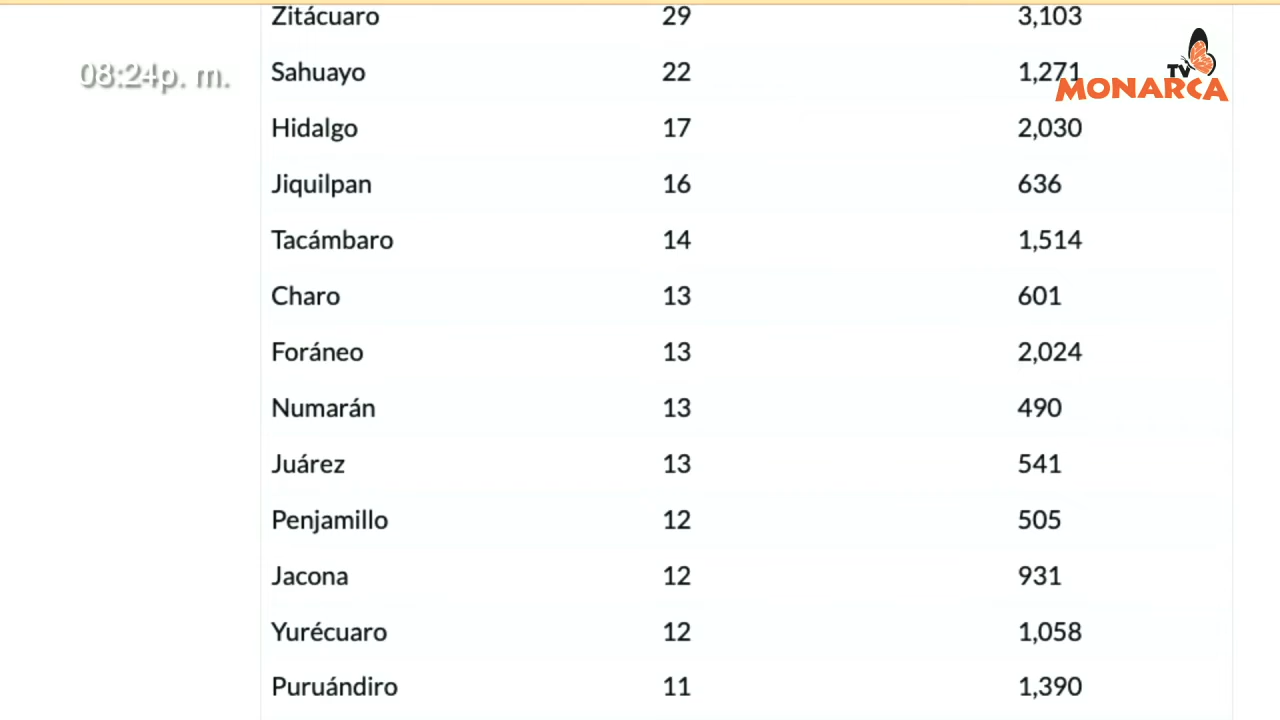 Zitácuaro 29 3,103
08:24p. m.
Sahuayo 22 1,271
TV
MONARCA
Hidalgo 17 2,030
Jiquilpan 16 636
Tacámbaro 14 1,514
Charo 13 601
Foráneo 13 2,024
Numarán 13 490
Juárez 13 541
Penjamillo 12 505
Jacona 12 931
Yurécuaro 12 1,058
Puruándiro 11 1,390